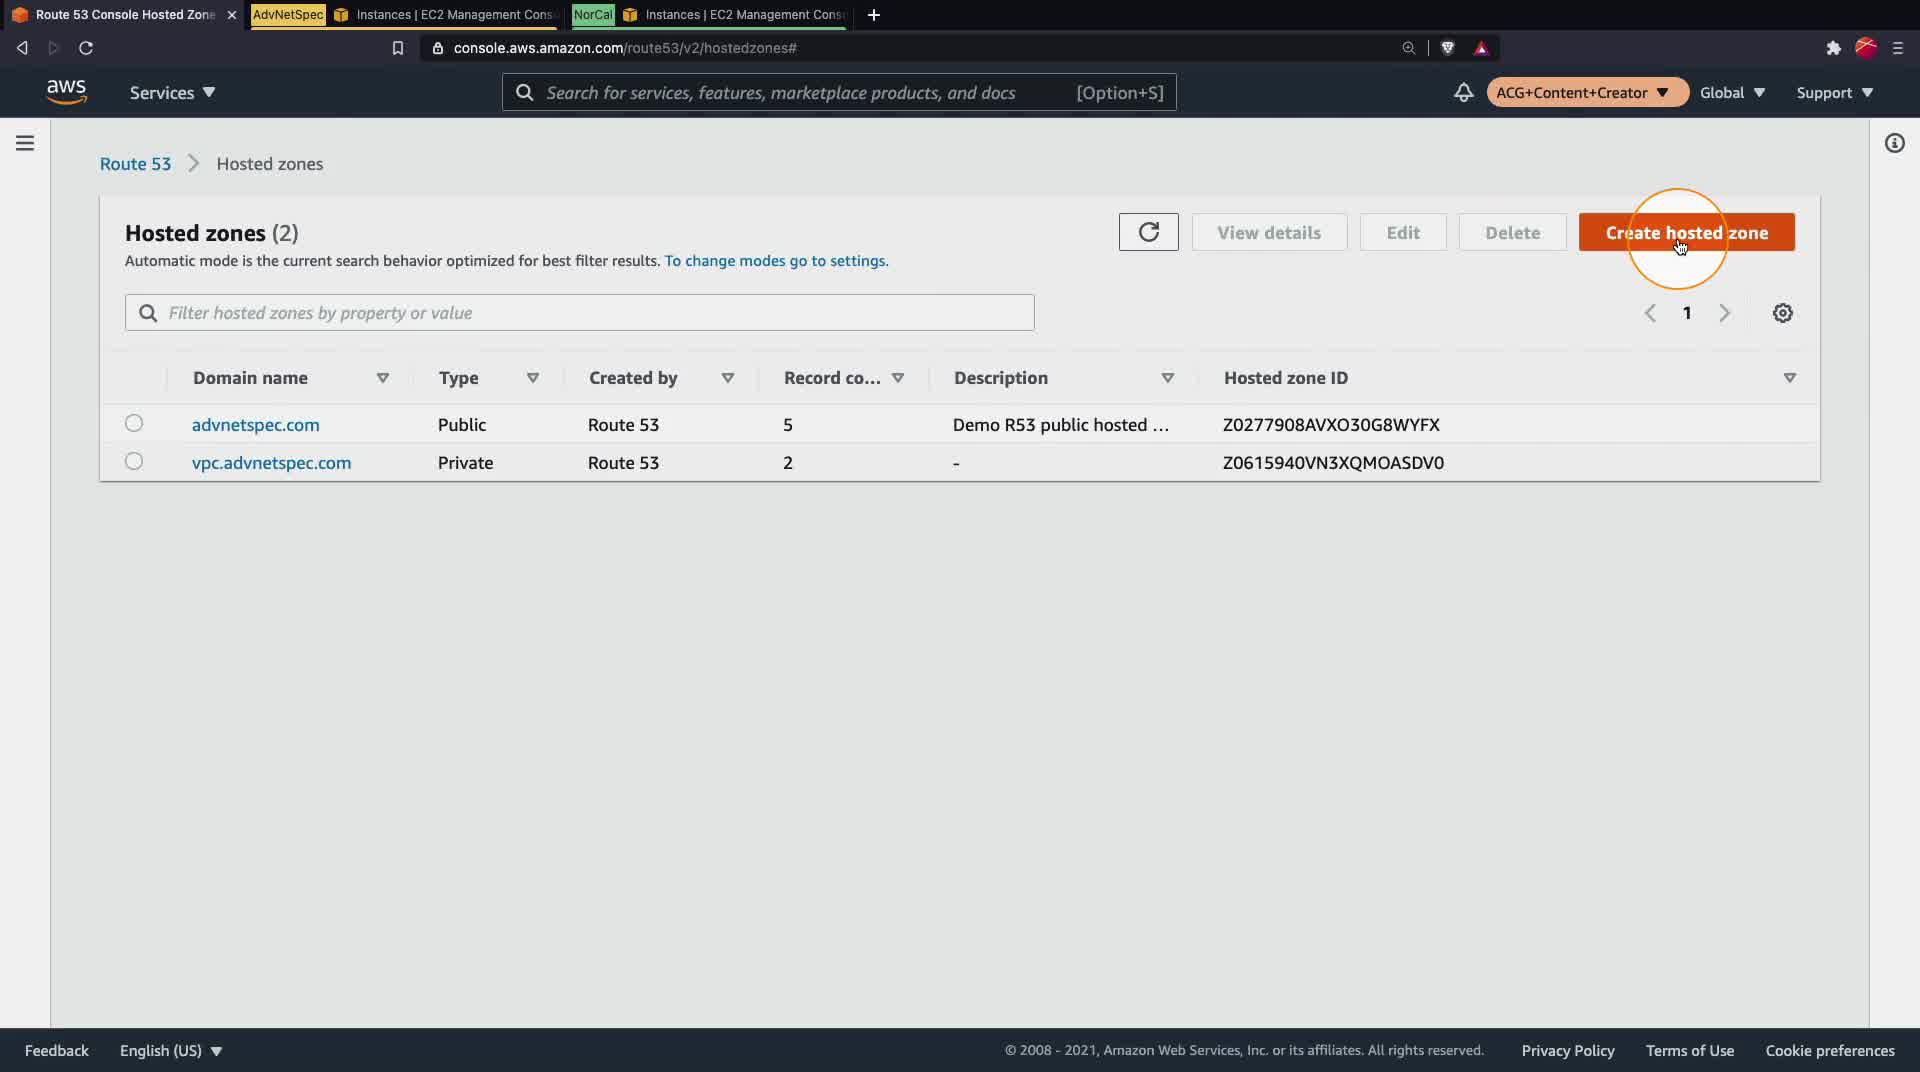 Route 53 Console Hosted Zone
AdvNetSpec
Instances | EC2 Management Cons
NorCal
Instances | EC2 Management Cons
console.aws.amazon.com/route53/v2/hostedzones#
aws
Services
Search for services, features, marketplace products, and docs [Option+S]
ACG+Content+Creator
Global
Support
Route 53 > Hosted zones
Hosted zones (2)
View details
Edit
Delete
Create hosted zone
Automatic mode is the current search behavior optimized for best filter results. To change modes go to settings.
Filter hosted zones by property or value
1
Domain name Type Created by Record co... Description Hosted zone ID
advnetspec.com Public Route 53 5 Demo R53 public hosted ... Z0277908AVXO30G8WYFX
vpc.advnetspec.com Private Route 53 2 - Z0615940VN3XQMOASDV0
Feedback English (US) © 2008 - 2021, Amazon Web Services, Inc. or its affiliates. All rights reserved. Privacy Policy Terms of Use Cookie preferences